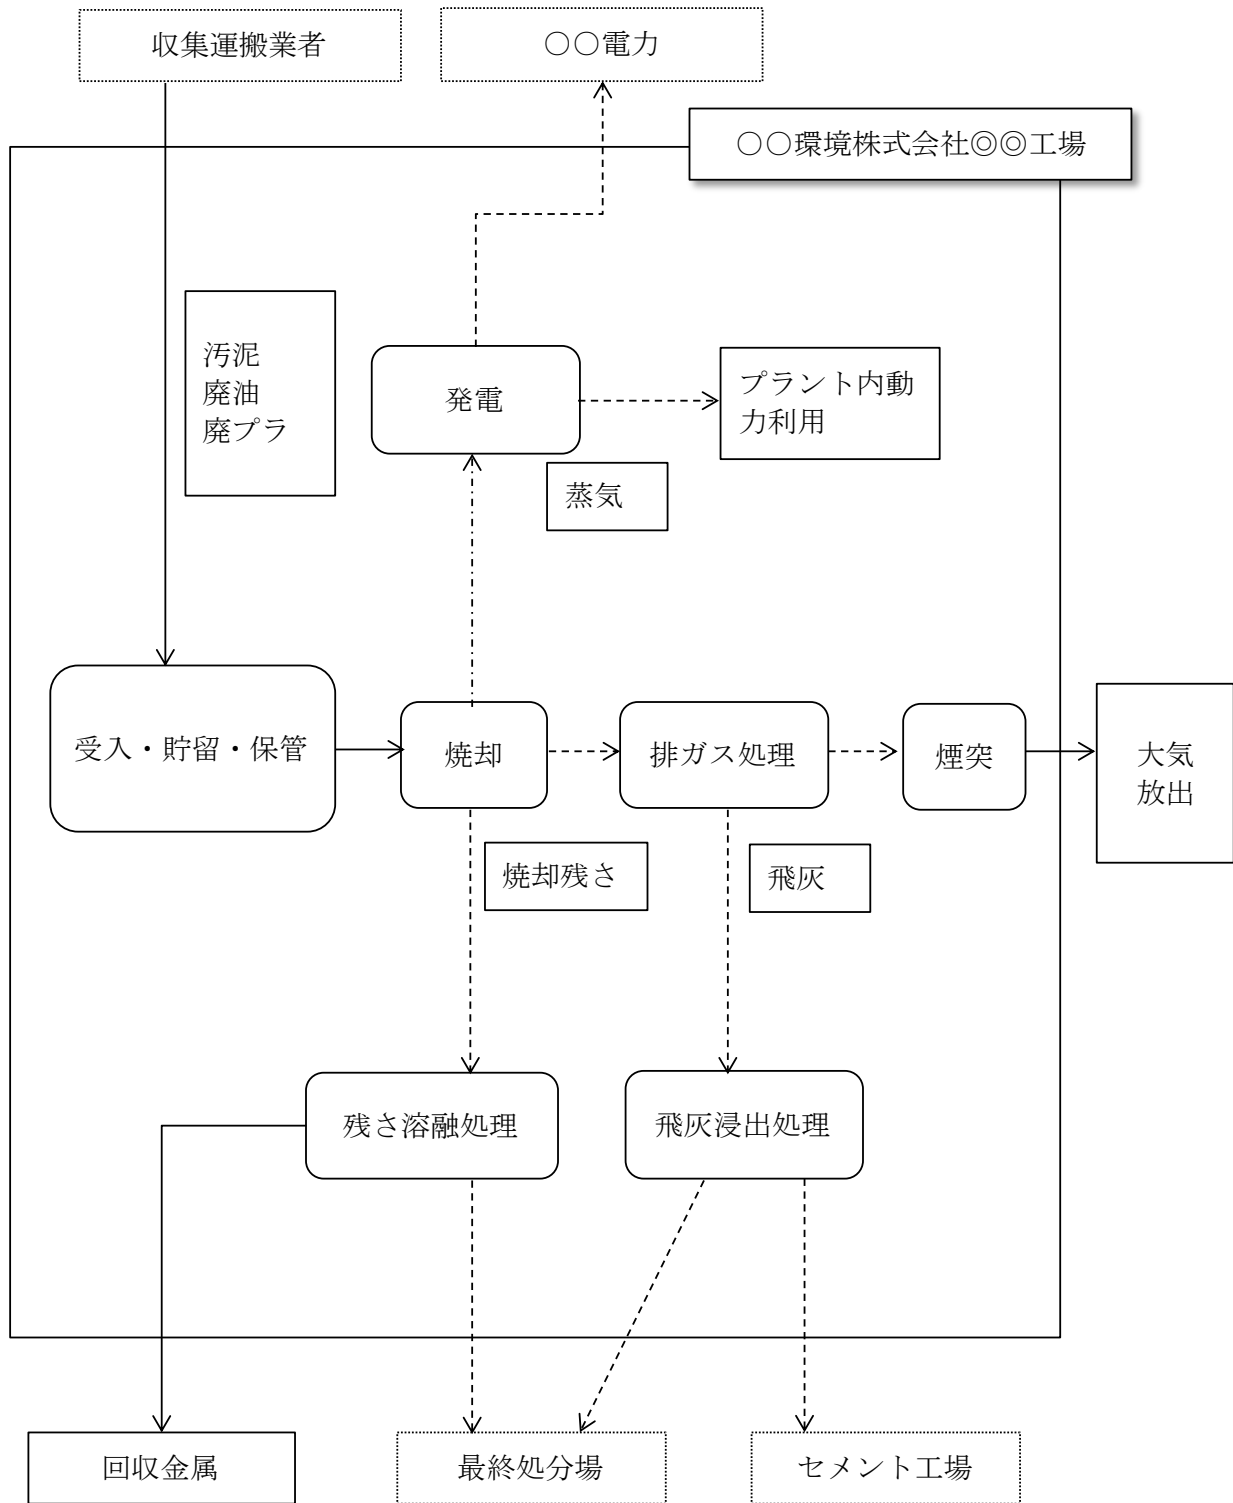 収集運搬業者
〇〇電力
〇〇環境株式会社◎◎工場
汚泥
廃油
廃プラ
発電
プラント内動
力利用
蒸気
受入・貯留・保管
焼却
排ガス処理
煙突
大気
放出
焼却残さ
飛灰
残さ溶融処理
飛灰浸出処理
回収金属
最終処分場
セメント工場